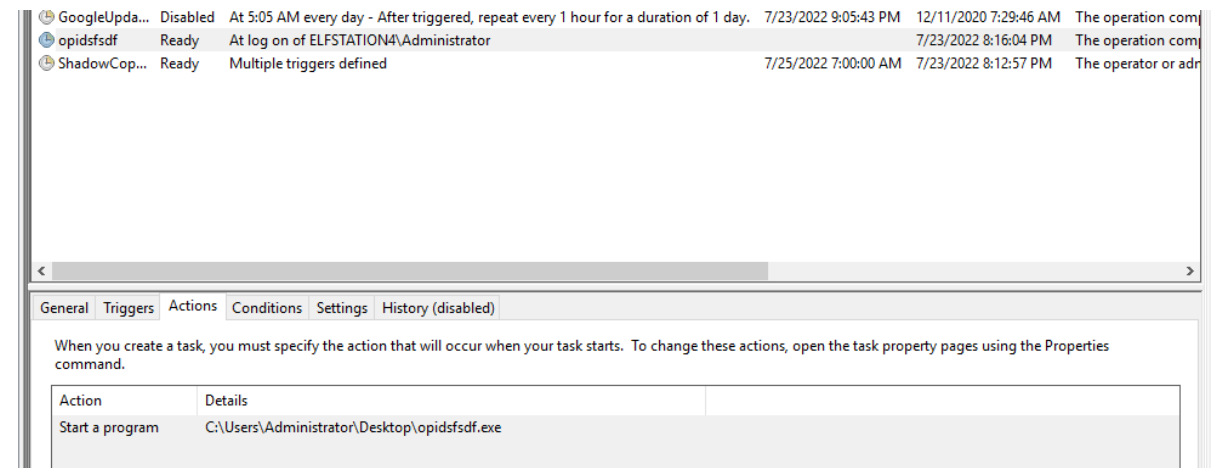 GoogleUpda... Disabled At 5:05 AM every day - After triggered, repeat every 1 hour for a duration of 1 day. 7/23/2022 9:05:43 PM 12/11/2020 7:29:46 AM The operation com
opidsfsdf Ready At log on of ELFSTATION4\Administrator 7/23/2022 8:16:04 PM The operation com
ShadowCop... Ready Multiple triggers defined 7/25/2022 7:00:00 AM 7/23/2022 8:12:57 PM The operator or adr
General Triggers Actions Conditions Settings History (disabled)
When you create a task, you must specify the action that will occur when your task starts. To change these actions, open the task property pages using the Properties
command.
Action Details
Start a program C:\Users\Administrator\Desktop\opidsfsdf.exe